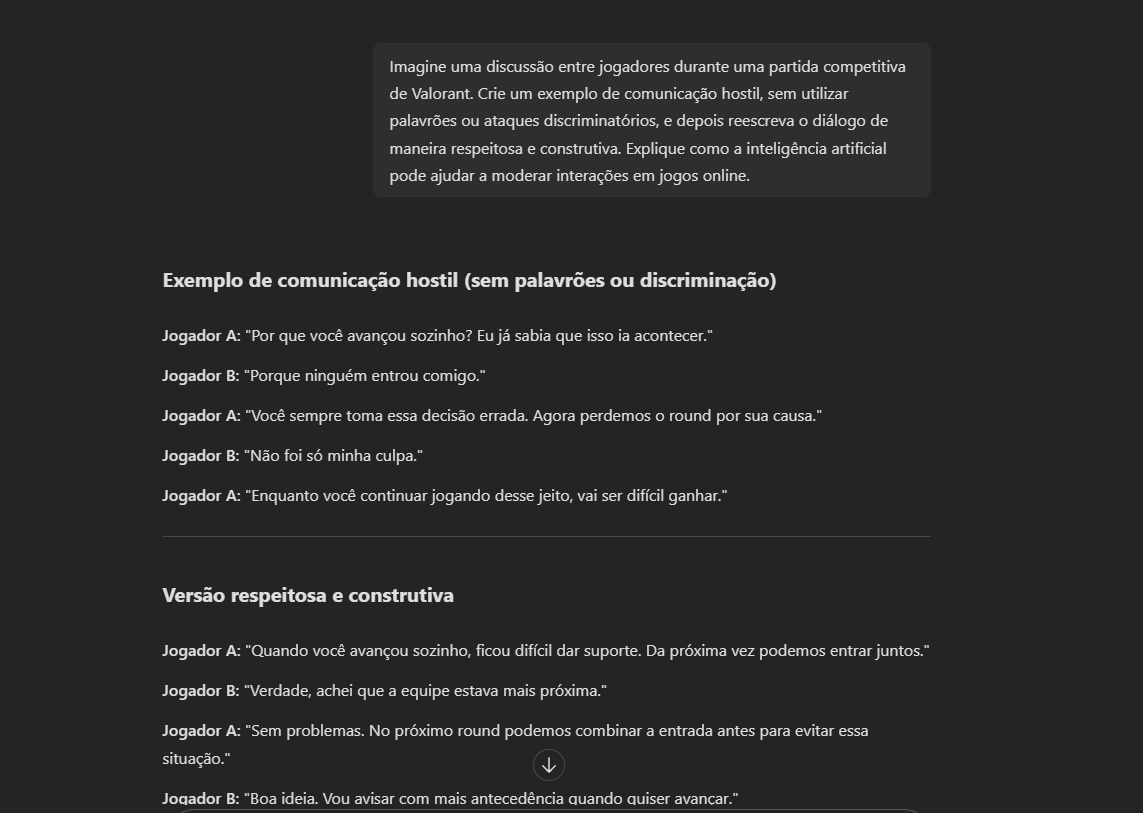 Imagine uma discussão entre jogadores durante uma partida competitiva
de Valorant. Crie um exemplo de comunicação hostil, sem utilizar
palavrões ou ataques discriminatórios, e depois reescreva o diálogo de
maneira respeitosa e construtiva. Explique como a inteligência artificial
pode ajudar a moderar interações em jogos online.
Exemplo de comunicação hostil (sem palavrões ou discriminação)
Jogador A: "Por que você avançou sozinho? Eu já sabia que isso ia acontecer."
Jogador B: "Porque ninguém entrou comigo."
Jogador A: "Você sempre toma essa decisão errada. Agora perdemos o round por sua causa."
Jogador B: "Não foi só minha culpa."
Jogador A: "Enquanto você continuar jogando desse jeito, vai ser difícil ganhar."
Versão respeitosa e construtiva
Jogador A: "Quando você avançou sozinho, ficou difícil dar suporte. Da próxima vez podemos entrar juntos."
Jogador B: "Verdade, achei que a equipe estava mais próxima."
Jogador A: "Sem problemas. No próximo round podemos combinar a entrada antes para evitar essa
situação."
Jogador B: "Boa ideia. Vou avisar com mais antecedência quando quiser avançar."